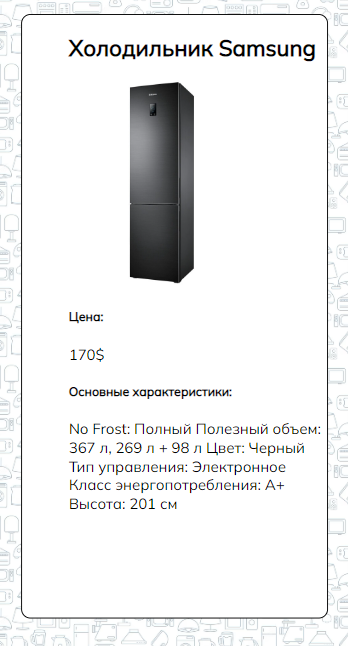 Холодильник Samsung
Цена:
170$
Основные характеристики:
No Frost: Полный Полезный объем:
367 л, 269 л + 98 л Цвет: Черный
Тип управления: Электронное
Класс энергопотребления: A+
Высота: 201 см